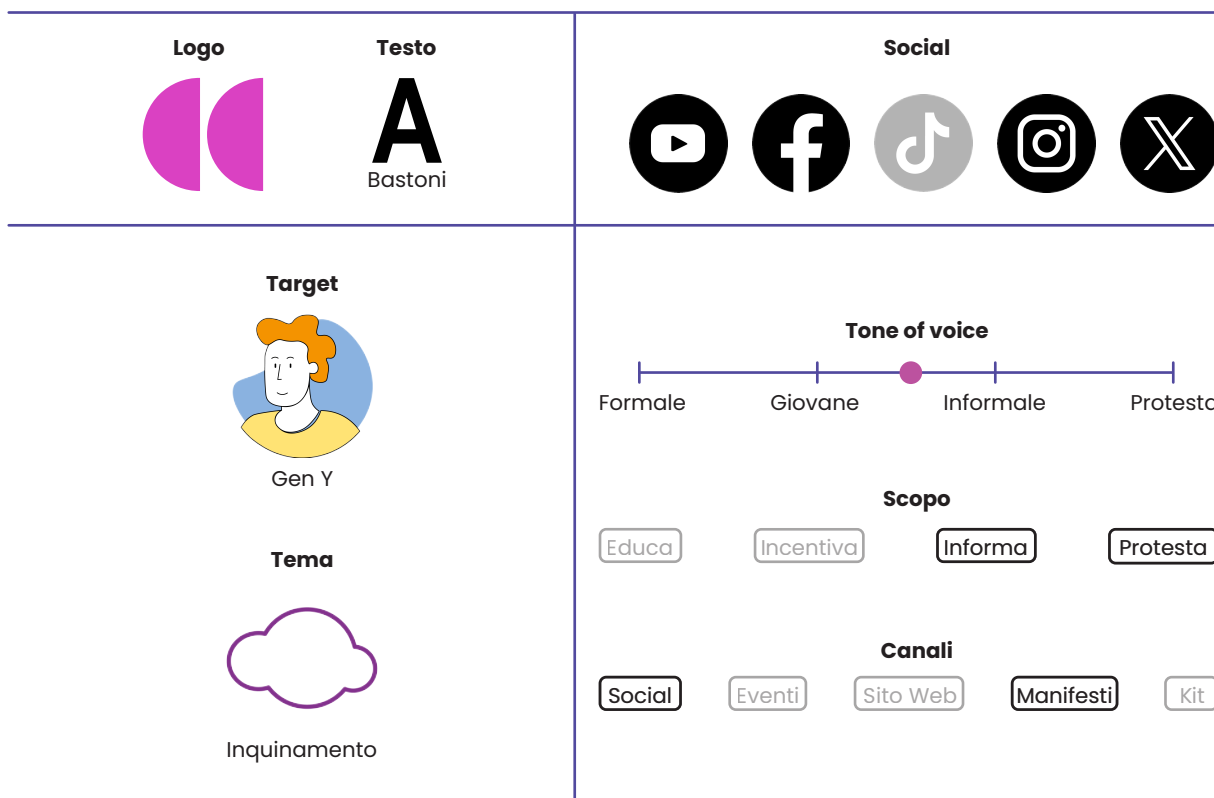 Logo
Testo
A
Bastoni
Social
Target
Gen Y
Tema
Inquinamento
Tone of voice
Formale
Giovane
Informale
Protesta
Scopo
Educa
Incentiva
Informa
Protesta
Canali
Social
Eventi
Sito Web
Manifesti
Kit